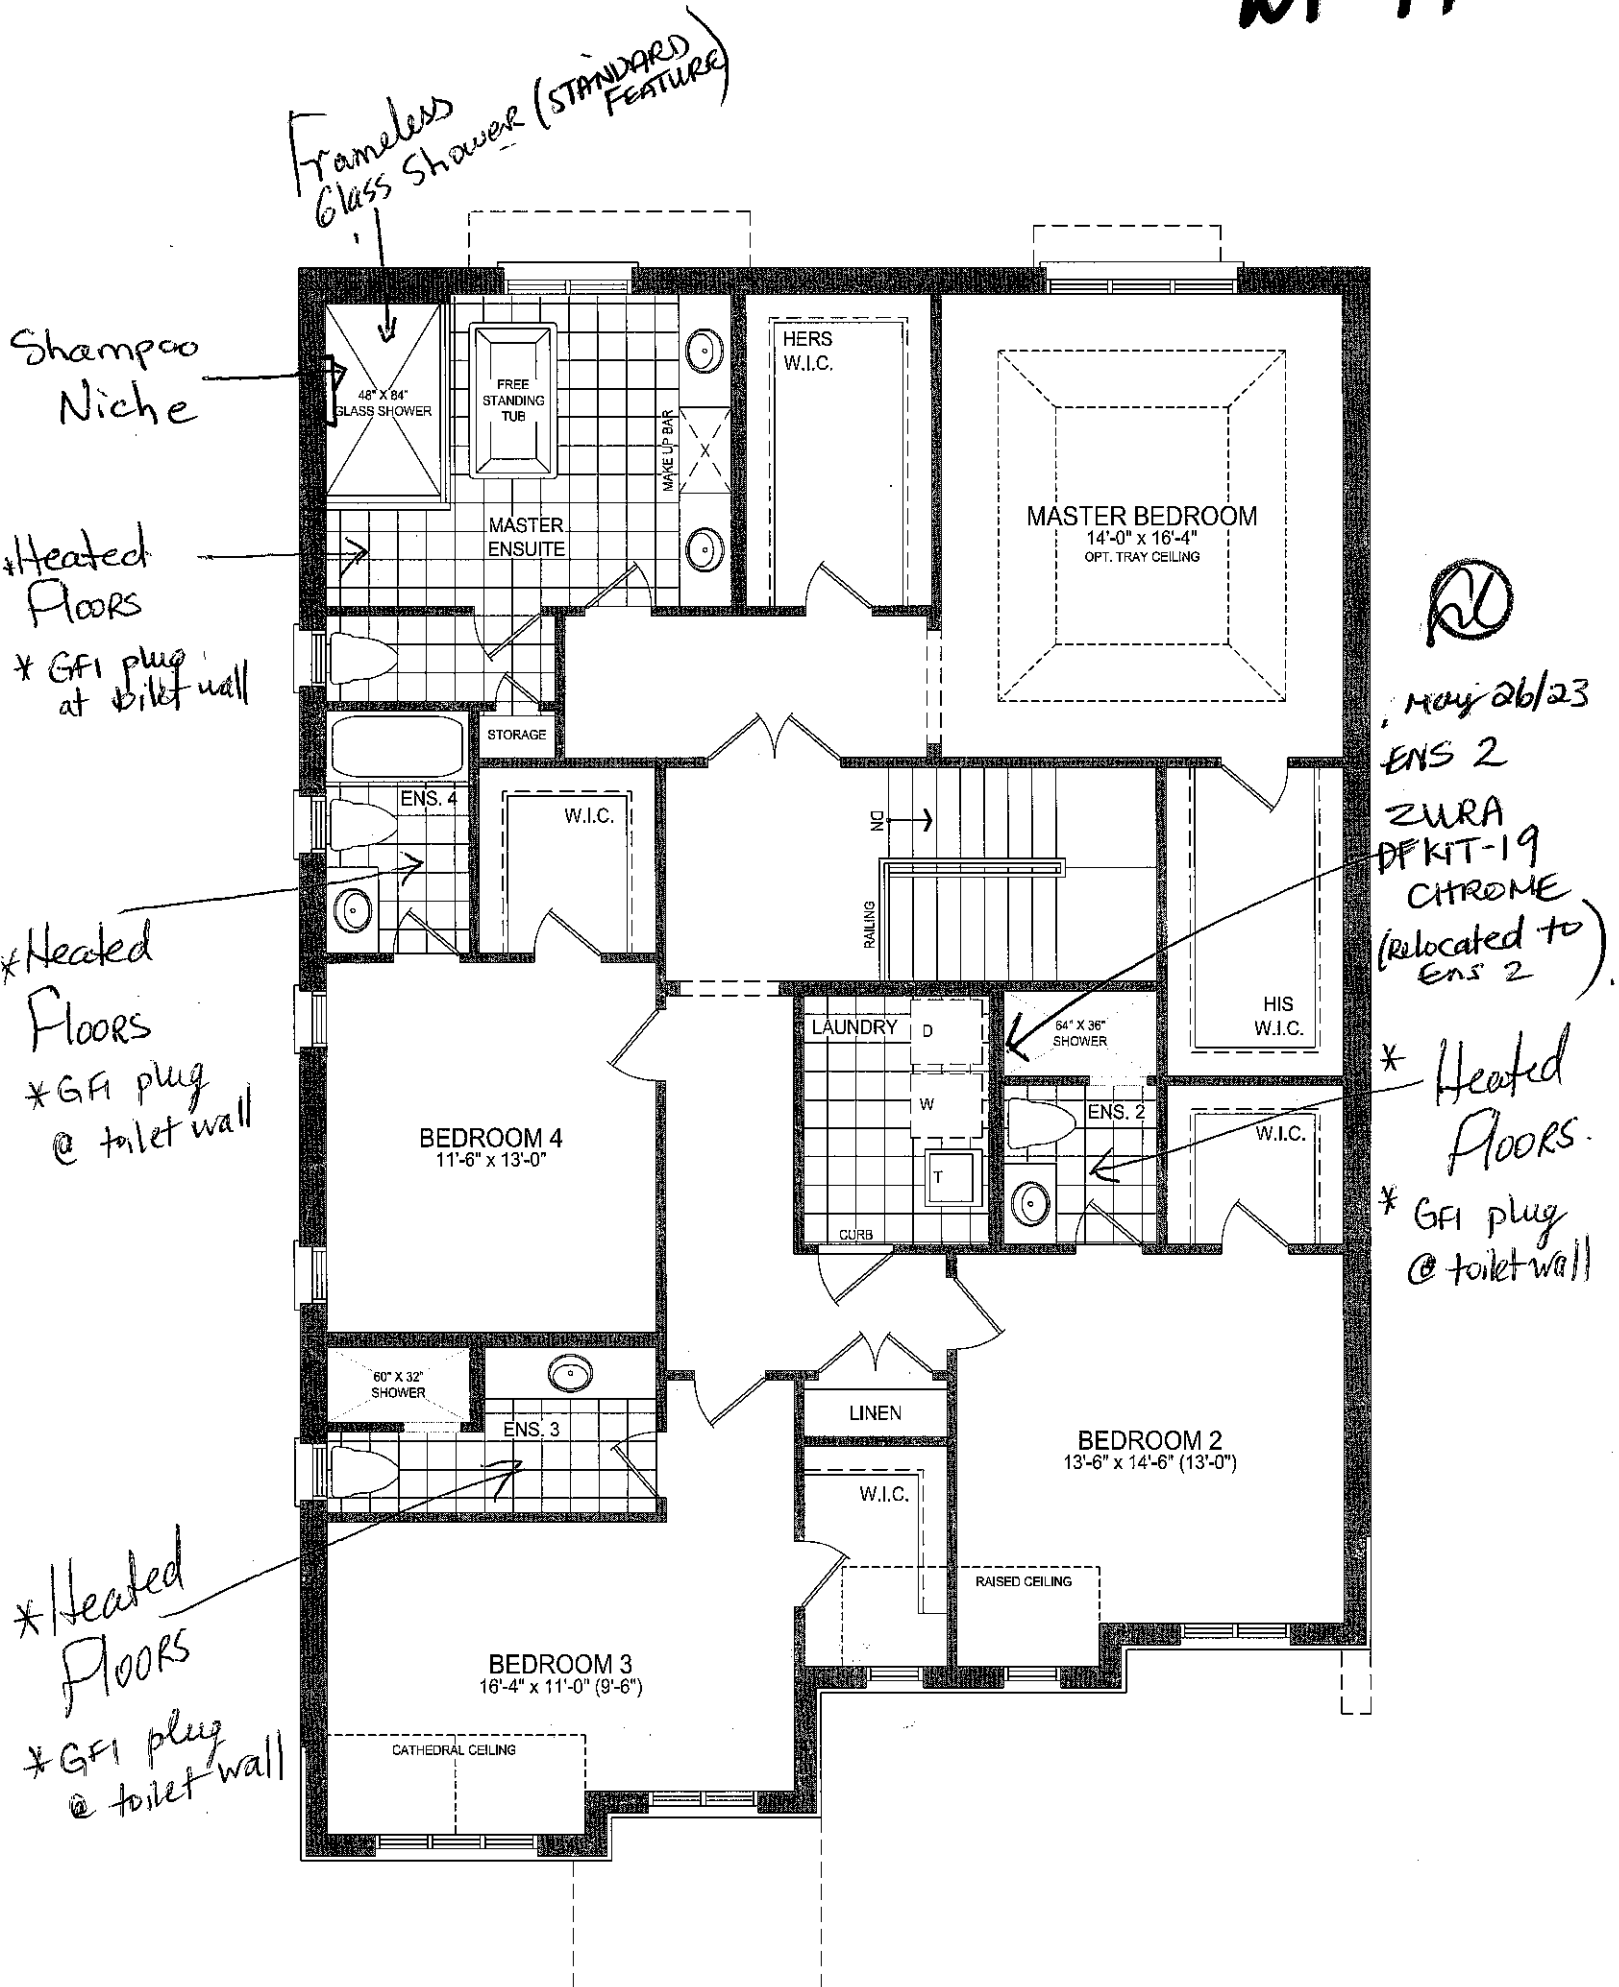 Frameless
Glass Shower (STANDARD
FEATURE)
Shampoo
Niche
48" X 84"
GLASS SHOWER
FREE
STANDING
TUB
MAKE UP BAR
X
HERS
W.I.C.
MASTER
ENSUITE
MASTER BEDROOM
14'-0" x 16'-4"
OPT. TRAY CEILING
*Heated
Floors
* GFI plug
at toilet wall
STORAGE
ENS. 4
W.I.C.
DN
RAILING
May 26/23
ENS 2
ZURA
DFKIT-19
CHROME
(Relocated to
Ens 2).
*Heated
Floors
*GFI plug
@ toilet wall
HIS
W.I.C.
LAUNDRY
D
W
T
CURB
64" X 36"
SHOWER
ENS. 2
W.I.C.
* Heated
Floors.
* GFI plug
@ toilet wall
BEDROOM 4
11'-6" x 13'-0"
60" X 32"
SHOWER
ENS. 3
LINEN
W.I.C.
BEDROOM 2
13'-6" x 14'-6" (13'-0")
RAISED CEILING
*Heated
Floors
*GFI plug
@ toilet wall
BEDROOM 3
16'-4" x 11'-0" (9'-6")
CATHEDRAL CEILING